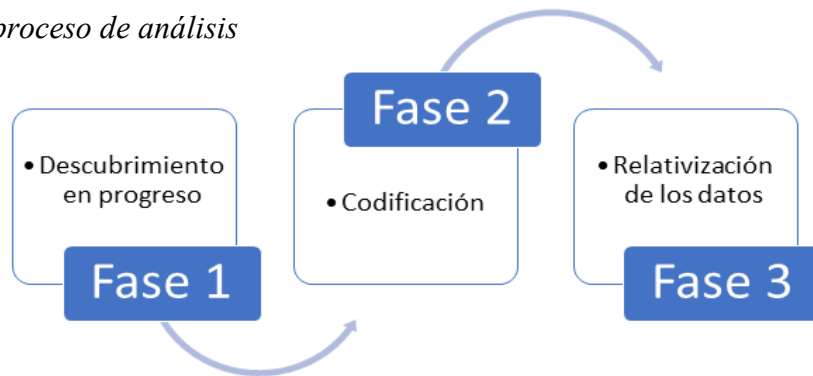 proceso de análisis
• Descubrimiento
en progreso
Fase 1
Fase 2
• Codificación
• Relativización
de los datos
Fase 3